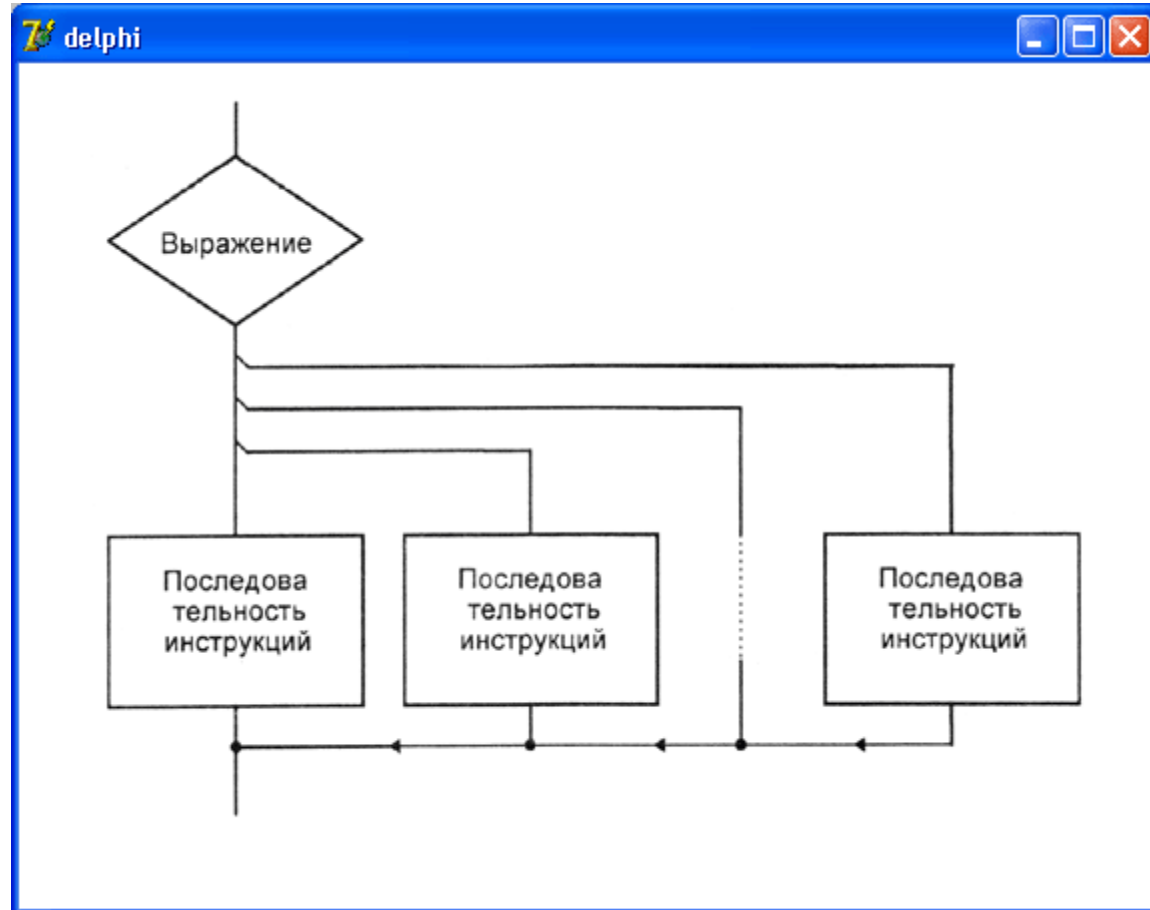 delphi
Выражение
Последова
тельность
инструкций
Последова
тельность
инструкций
Последова
тельность
инструкций